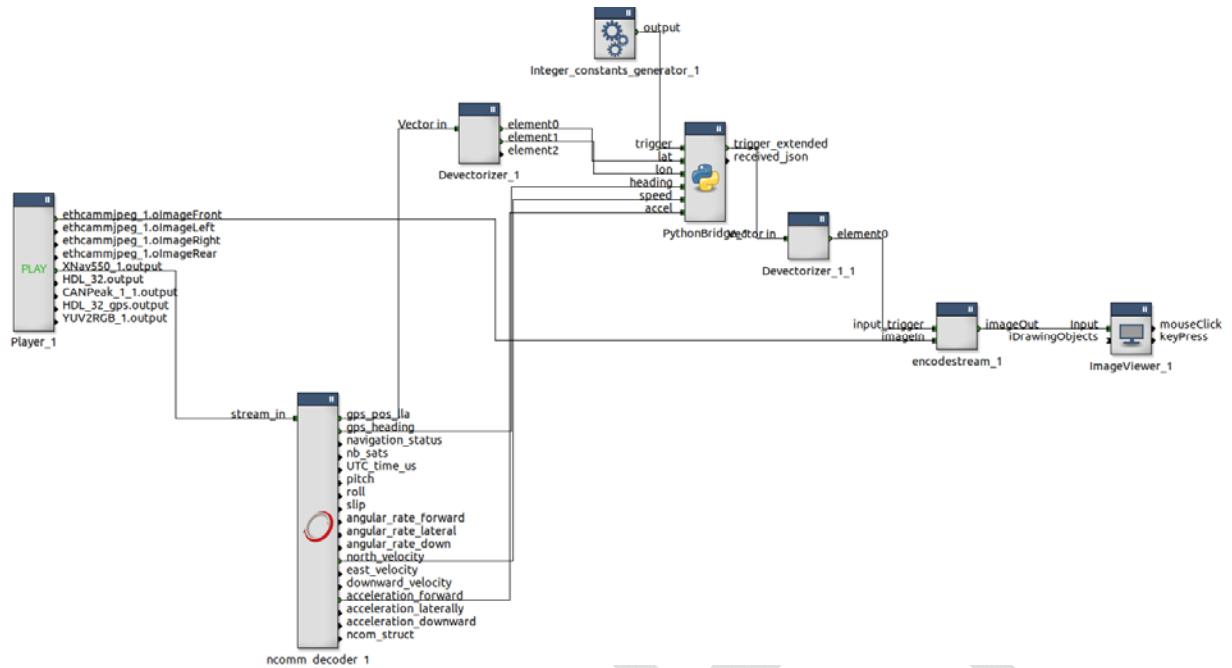 output
Integer_constants_generator_1
Vector in
element0
element1
element2
Devectorizer_1
trigger
lat
lon
heading
speed
accel
trigger_extended
received_json
PythonBridge_1
Vector in
element0
Devectorizer_1_1
ethcammjpeg_1.oImageFront
ethcammjpeg_1.oImageLeft
ethcammjpeg_1.oImageRight
ethcammjpeg_1.oImageRear
XNav550_1.output
HDL_32.output
CANPeak_1_1.output
HDL_32_gps.output
YUV2RGB_1.output
PLAY
Player_1
input_trigger
imageIn
imageOut
encodestream_1
Input
iDrawingObjects
mouseClick
keyPress
ImageViewer_1
stream_in
gps_pos_lla
gps_heading
navigation_status
nb_sats
UTC_time_us
pitch
roll
slip
angular_rate_forward
angular_rate_lateral
angular_rate_down
north_velocity
east_velocity
downward_velocity
acceleration_forward
acceleration_laterally
acceleration_downward
ncom_struct
ncomm_decoder_1